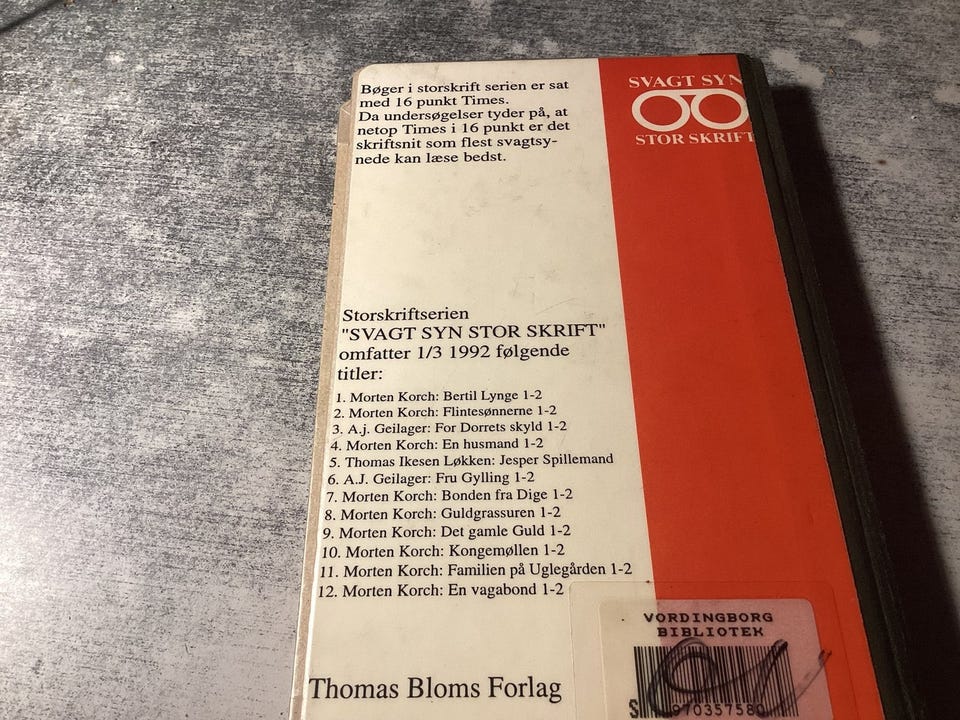 Bøger i storskrift serien er sat
med 16 punkt Times.
Da undersøgelser tyder på, at
netop Times i 16 punkt er det
skriftsnit som flest svagtsy-
nede kan læse bedst.
SVAGT SYN
STOR SKRIFT
Storskriftserien
"SVAGT SYN STOR SKRIFT"
omfatter 1/3 1992 følgende
titler:
1. Morten Korch: Bertil Lynge 1-2
2. Morten Korch: Flintesønnerne 1-2
3. A.j. Geilager: For Dorrets skyld 1-2
4. Morten Korch: En husmand 1-2
5. Thomas Ikesen Løkken: Jesper Spillemand
6. A.J. Geilager: Fru Gylling 1-2
7. Morten Korch: Bonden fra Dige 1-2
8. Morten Korch: Guldgrassuren 1-2
9. Morten Korch: Det gamle Guld 1-2
10. Morten Korch: Kongemøllen 1-2
11. Morten Korch: Familien på Uglegården 1-2
12. Morten Korch: En vagabond 1-2
Thomas Bloms Forlag
VORDINGBORG
BIBLIOTEK